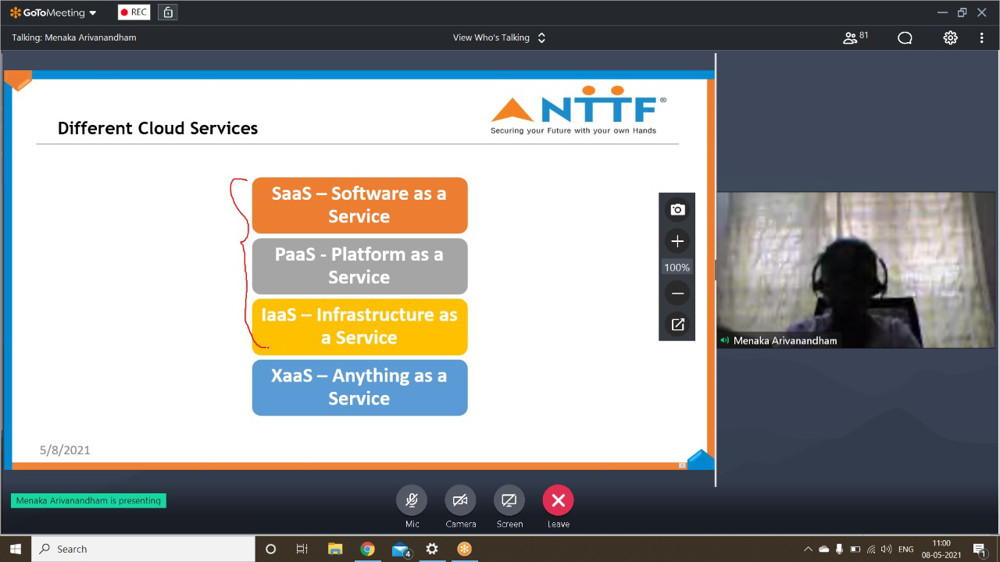 GoToMeeting
REC
Talking: Menaka Arivanandham
View Who's Talking
81
NTTF®
Securing your Future with your own Hands
Different Cloud Services
SaaS – Software as a
Service
PaaS - Platform as a
Service
IaaS – Infrastructure as
a Service
XaaS – Anything as a
Service
100%
Menaka Arivanandham
5/8/2021
Menaka Arivanandham is presenting
Mic
Camera
Screen
Leave
Search
4
ENG
11:00
08-05-2021
1